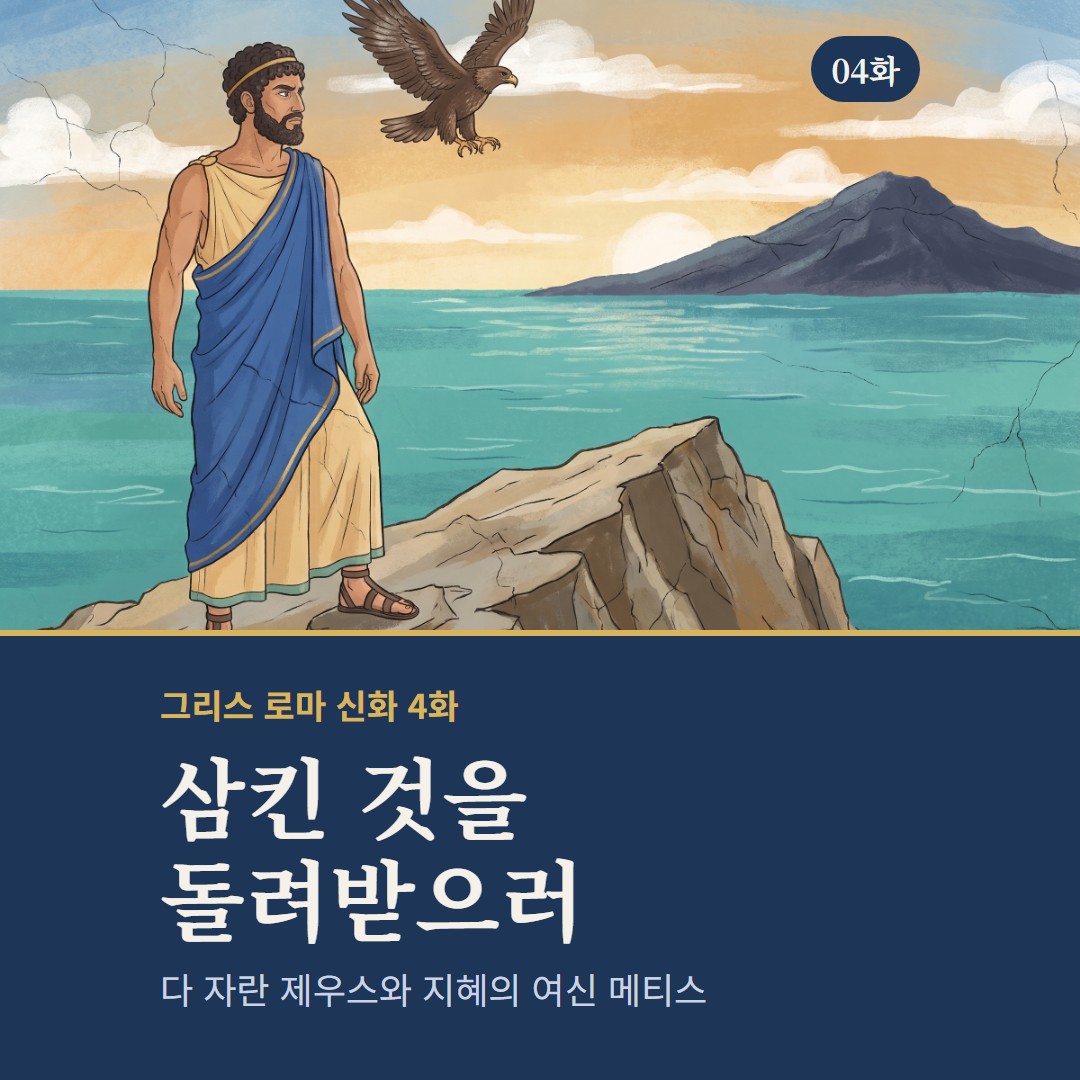 04화
그리스 로마 신화 4화
삼킨 것을
돌려받으러
다 자란 제우스와 지혜의 여신 메티스